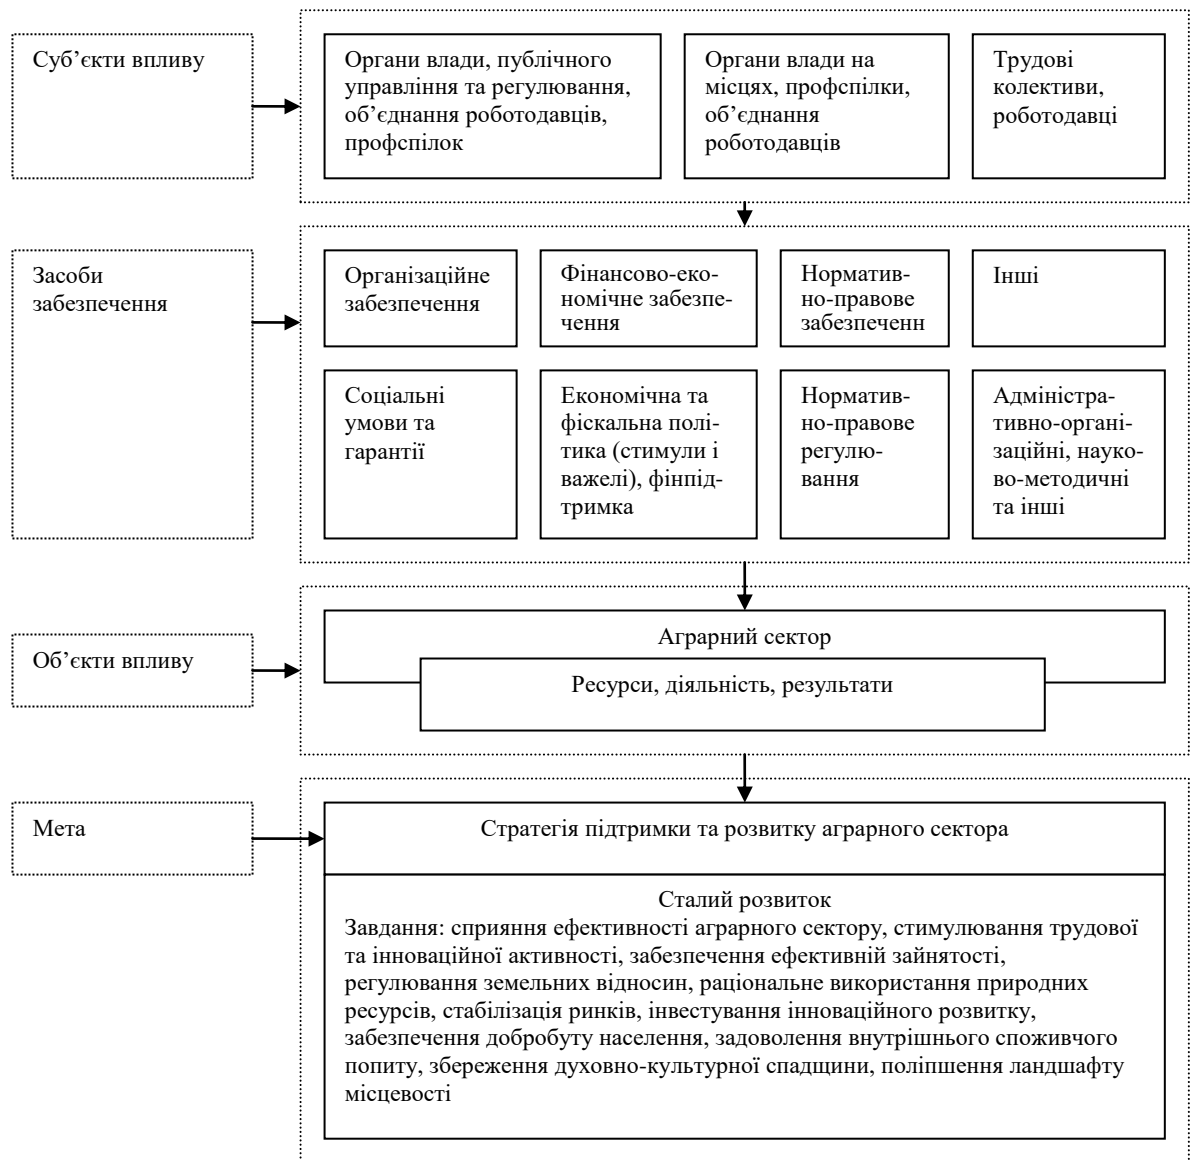 Суб’єкти впливу
Органи влади, публічного
управління та регулювання,
об’єднання роботодавців,
профспілок
Органи влади на
місцях, профспілки,
об’єднання
роботодавців
Трудові
колективи,
роботодавці
Засоби
забезпечення
Організаційне
забезпечення
Фінансово-еко-
номічне забезпе-
чення
Норматив-
но-правове
забезпеченн
Інші
Соціальні
умови та
гарантії
Економічна та
фіскальна полі-
тика (стимули і
важелі), фінпід-
тримка
Норматив-
но-правове
регулю-
вання
Адміністра-
тивно-органі-
заційні, науко-
во-методичні
та інші
Об’єкти впливу
Аграрний сектор
Ресурси, діяльність, результати
Мета
Стратегія підтримки та розвитку аграрного сектора
Сталий розвиток
Завдання: сприяння ефективності аграрного сектору, стимулювання трудової
та інноваційної активності, забезпечення ефективній зайнятості,
регулювання земельних відносин, раціональне використання природних
ресурсів, стабілізація ринків, інвестування інноваційного розвитку,
забезпечення добробуту населення, задоволення внутрішнього споживчого
попиту, збереження духовно-культурної спадщини, поліпшення ландшафту
місцевості